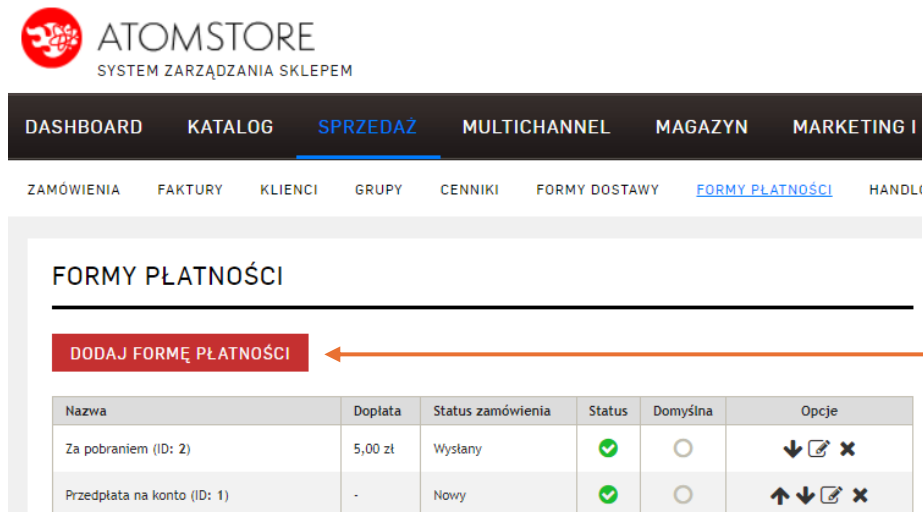 ATOMSTORE
SYSTEM ZARZĄDZANIA SKLEPEM
DASHBOARD KATALOG SPRZEDAŻ MULTICHANNEL MAGAZYN MARKETING I
ZAMÓWIENIA FAKTURY KLIENCI GRUPY CENNIKI FORMY DOSTAWY FORMY PŁATNOŚCI HANDLO
FORMY PŁATNOŚCI
DODAJ FORMĘ PŁATNOŚCI
Nazwa Dopłata Status zamówienia Status Domyślna Opcje
Za pobraniem (ID: 2) 5,00 zł Wysłany
Przedpłata na konto (ID: 1) - Nowy